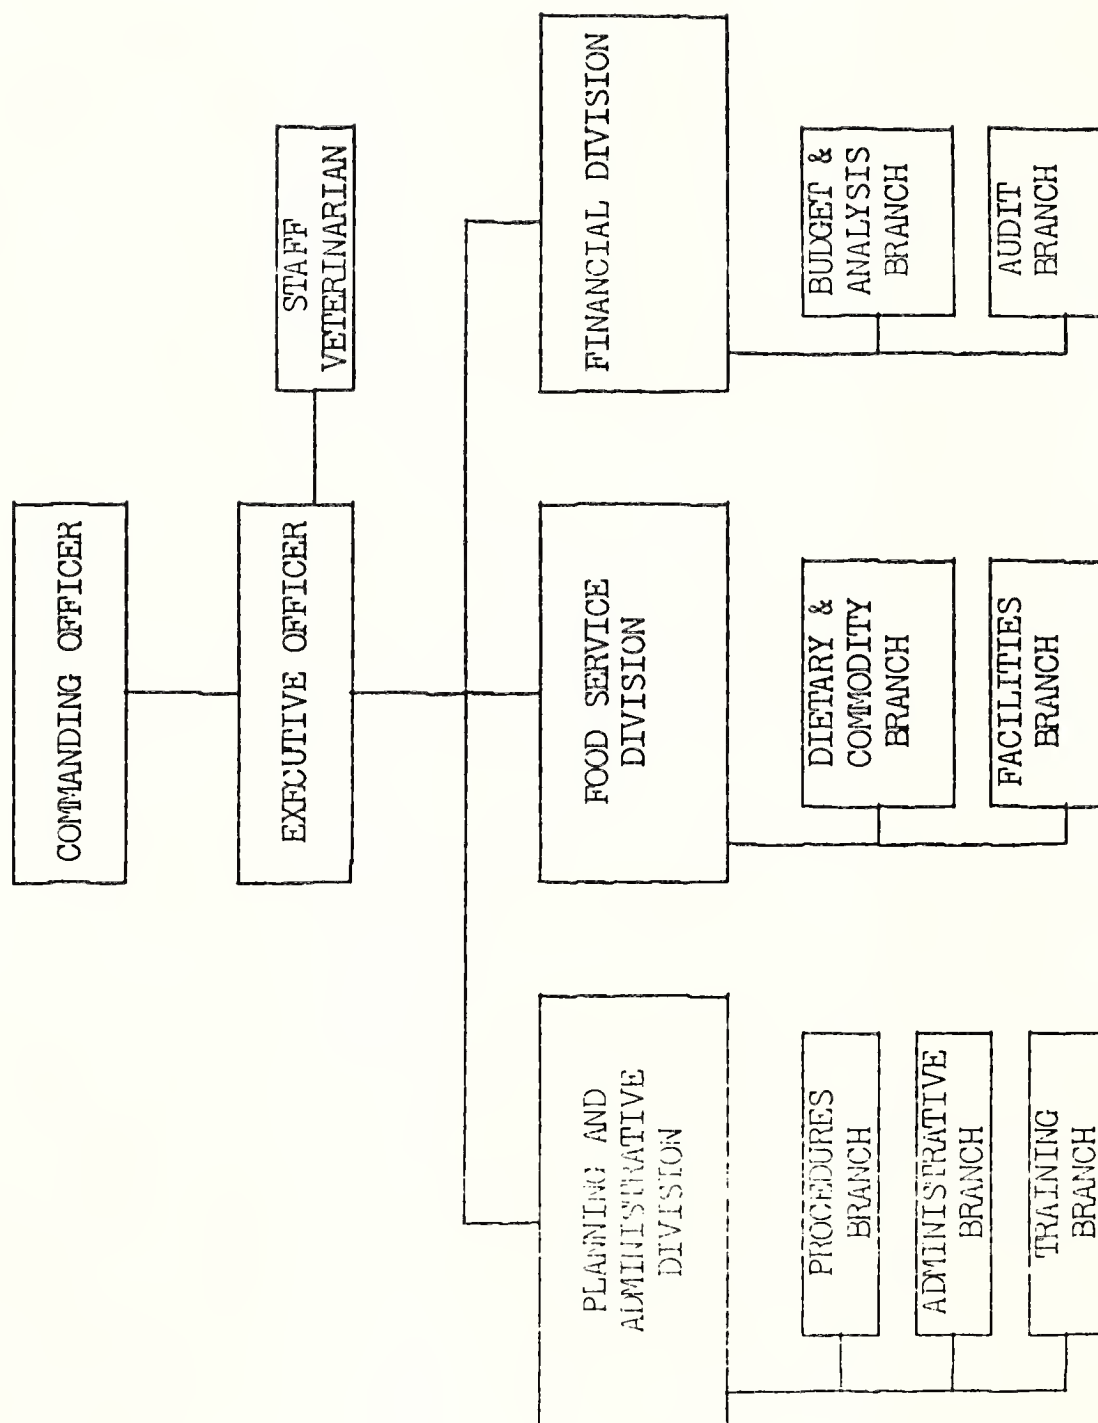 COMMANDING OFFICER
EXECUTIVE OFFICER
STAFF
VETERINARIAN
PLANNING AND
ADMINISTRATIVE
DIVISION
FOOD SERVICE
DIVISION
FINANCIAL DIVISION
PROCEDURES
BRANCH
ADMINISTRATIVE
BRANCH
TRAINING
BRANCH
DIETARY &
COMMODITY
BRANCH
FACILITIES
BRANCH
BUDGET &
ANALYSIS
BRANCH
AUDIT
BRANCH